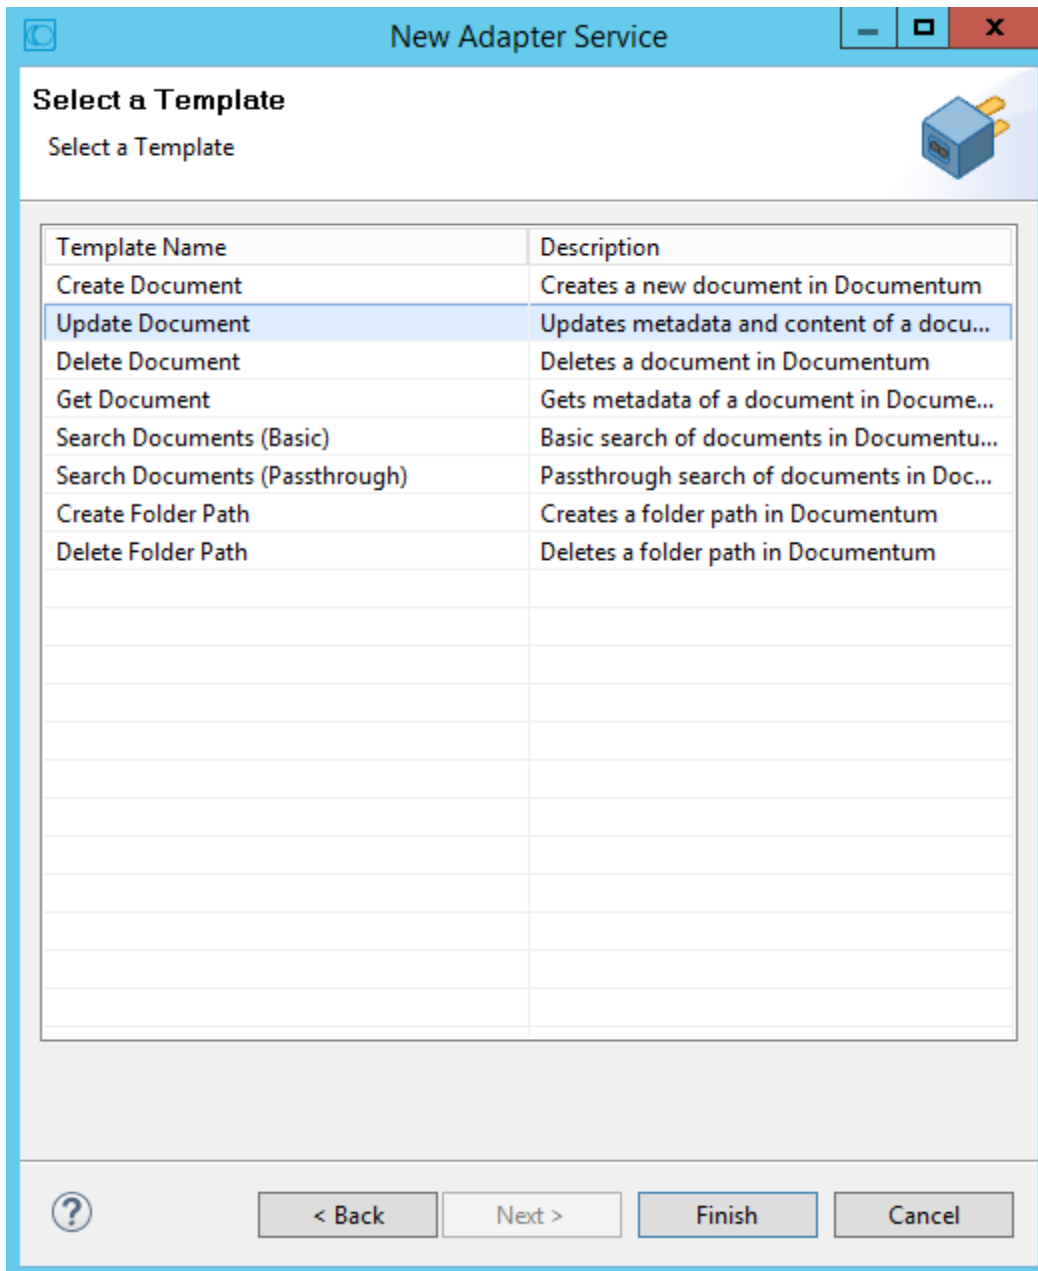 New Adapter Service
Select a Template
Select a Template
Template Name Description
Create Document Creates a new document in Documentum
Update Document Updates metadata and content of a docu...
Delete Document Deletes a document in Documentum
Get Document Gets metadata of a document in Docume...
Search Documents (Basic) Basic search of documents in Documentu...
Search Documents (Passthrough) Passthrough search of documents in Doc...
Create Folder Path Creates a folder path in Documentum
Delete Folder Path Deletes a folder path in Documentum
? < Back Next > Finish Cancel